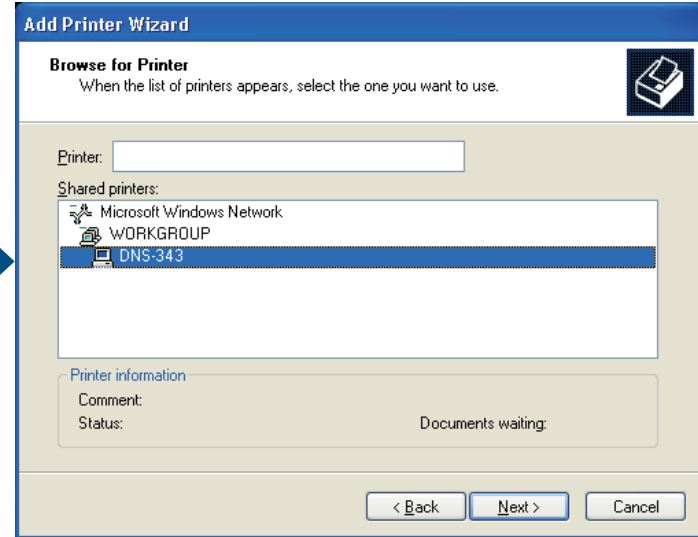 Add Printer Wizard
Browse for Printer
When the list of printers appears, select the one you want to use.
Printer:
Shared printers:
Microsoft Windows Network
WORKGROUP
DNS-343
Printer information
Comment:
Status: Documents waiting:
< Back Next > Cancel